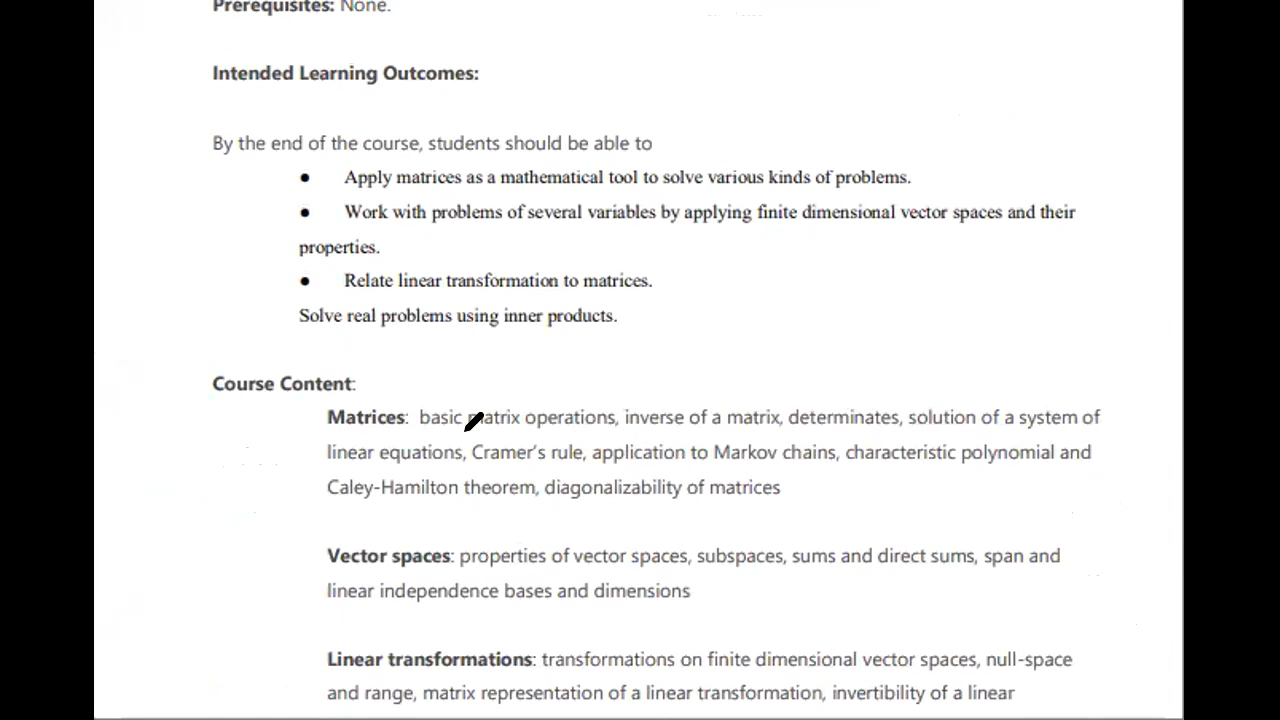 Prerequisites: None.
Intended Learning Outcomes:
By the end of the course, students should be able to
● Apply matrices as a mathematical tool to solve various kinds of problems.
● Work with problems of several variables by applying finite dimensional vector spaces and their
properties.
● Relate linear transformation to matrices.
Solve real problems using inner products.
Course Content:
Matrices: basic matrix operations, inverse of a matrix, determinates, solution of a system of
linear equations, Cramer's rule, application to Markov chains, characteristic polynomial and
Caley-Hamilton theorem, diagonalizability of matrices
Vector spaces: properties of vector spaces, subspaces, sums and direct sums, span and
linear independence bases and dimensions
Linear transformations: transformations on finite dimensional vector spaces, null-space
and range, matrix representation of a linear transformation, invertibility of a linear